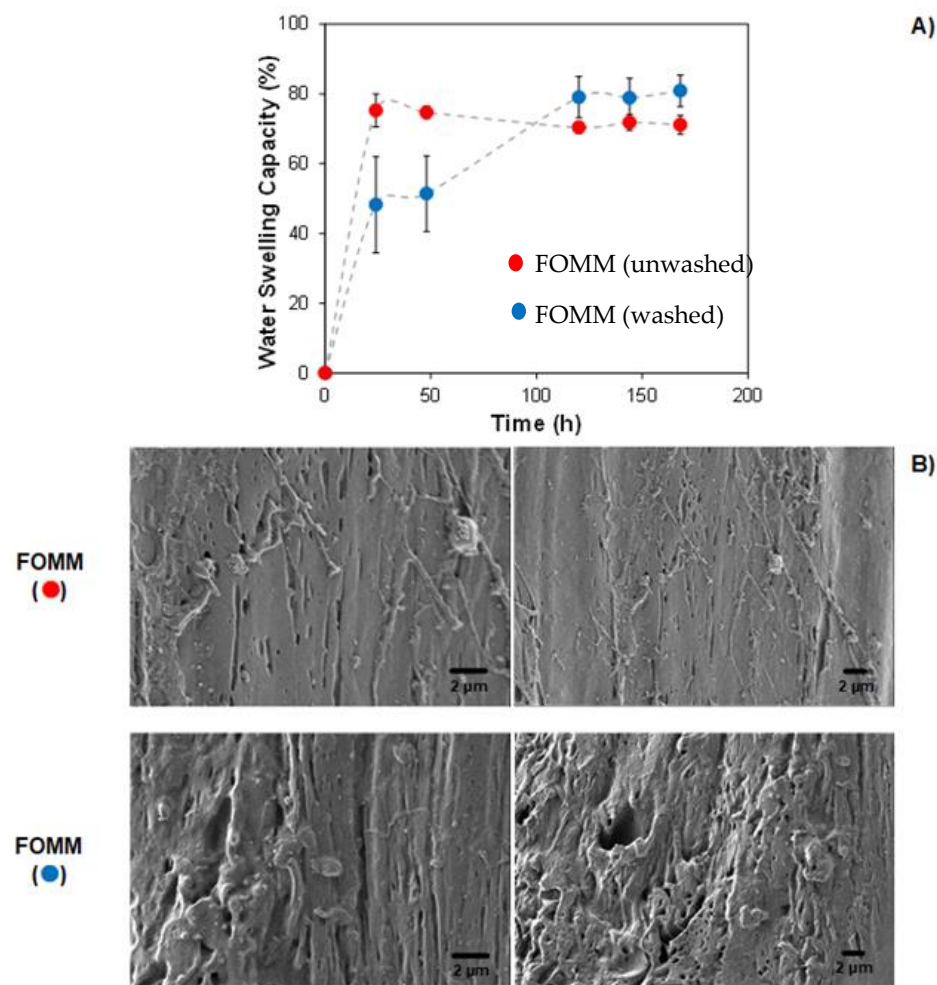 A)
100
80
60
40
20
0
Water Swelling Capacity (%)
FOMM (unwashed)
FOMM (washed)
0 50 100 150 200
Time (h)
B)
FOMM
(●)
2 µm
2 µm
FOMM
(●)
2 µm
2 µm